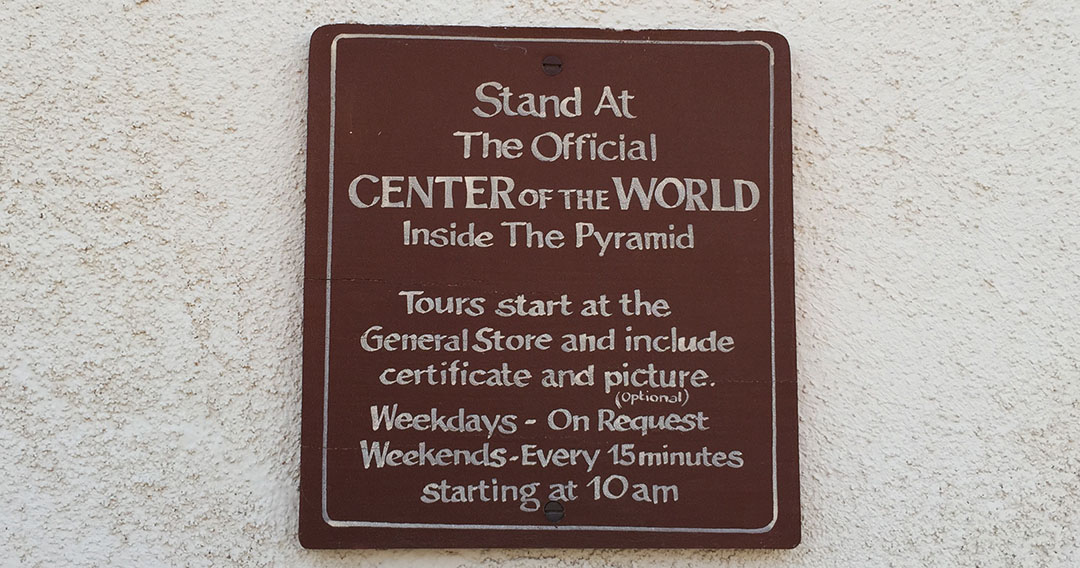 Stand At
The Official
CENTER OF THE WORLD
Inside The Pyramid
Tours start at the
General Store and include
certificate and picture.
(Optional)
Weekdays - On Request
Weekends - Every 15 minutes
starting at 10 am